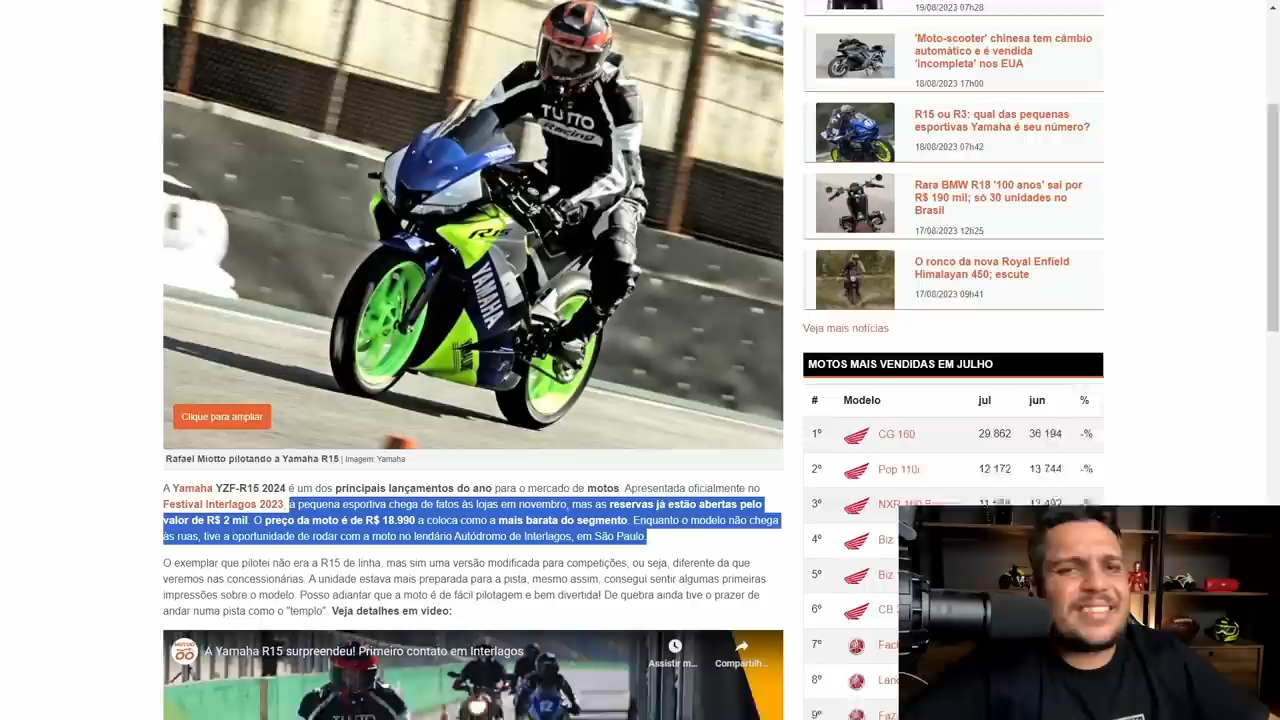 TUTTO
Racing
R15
YAMAHA
Clique para ampliar
Rafael Miotto pilotando a Yamaha R15 | Imagem: Yamaha
A Yamaha YZF-R15 2024 é um dos principais lançamentos do ano para o mercado de motos. Apresentada oficialmente no
Festival Interlagos 2023, a pequena esportiva chega de fatos às lojas em novembro, mas as reservas já estão abertas pelo
valor de R$ 2 mil. O preço da moto é de R$ 18.990 a coloca como a mais barata do segmento. Enquanto o modelo não chega
às ruas, tive a oportunidade de rodar com a moto no lendário Autódromo de Interlagos, em São Paulo.
O exemplar que pilotei não era a R15 de linha, mas sim uma versão modificada para competições, ou seja, diferente da que
veremos nas concessionárias. A unidade estava mais preparada para a pista, mesmo assim, consegui sentir algumas primeiras
impressões sobre o modelo. Posso adiantar que a moto é de fácil pilotagem e bem divertida! De quebra ainda tive o prazer de
andar numa pista como o "templo". Veja detalhes em video:
A Yamaha R15 surpreendeu! Primeiro contato em Interlagos
Assistir m...
Compartilh...
TUTTO
12
19/08/2023 07h28
'Moto-scooter' chinesa tem câmbio
automático e é vendida
'incompleta' nos EUA
18/08/2023 17h00
R15 ou R3: qual das pequenas
esportivas Yamaha é seu número?
18/08/2023 07h42
Rara BMW R18 '100 anos' sai por
R$ 190 mil; só 30 unidades no
Brasil
17/08/2023 12h25
O ronco da nova Royal Enfield
Himalayan 450; escute
17/08/2023 09h41
Veja mais notícias
MOTOS MAIS VENDIDAS EM JULHO
# Modelo jul jun %
1º CG 160 29.862 36 194 -%
2º Pop 110i 12 172 13 744 -%
3º NXR 160
4º Biz
5º Biz
6º CB
7º
8º
9º